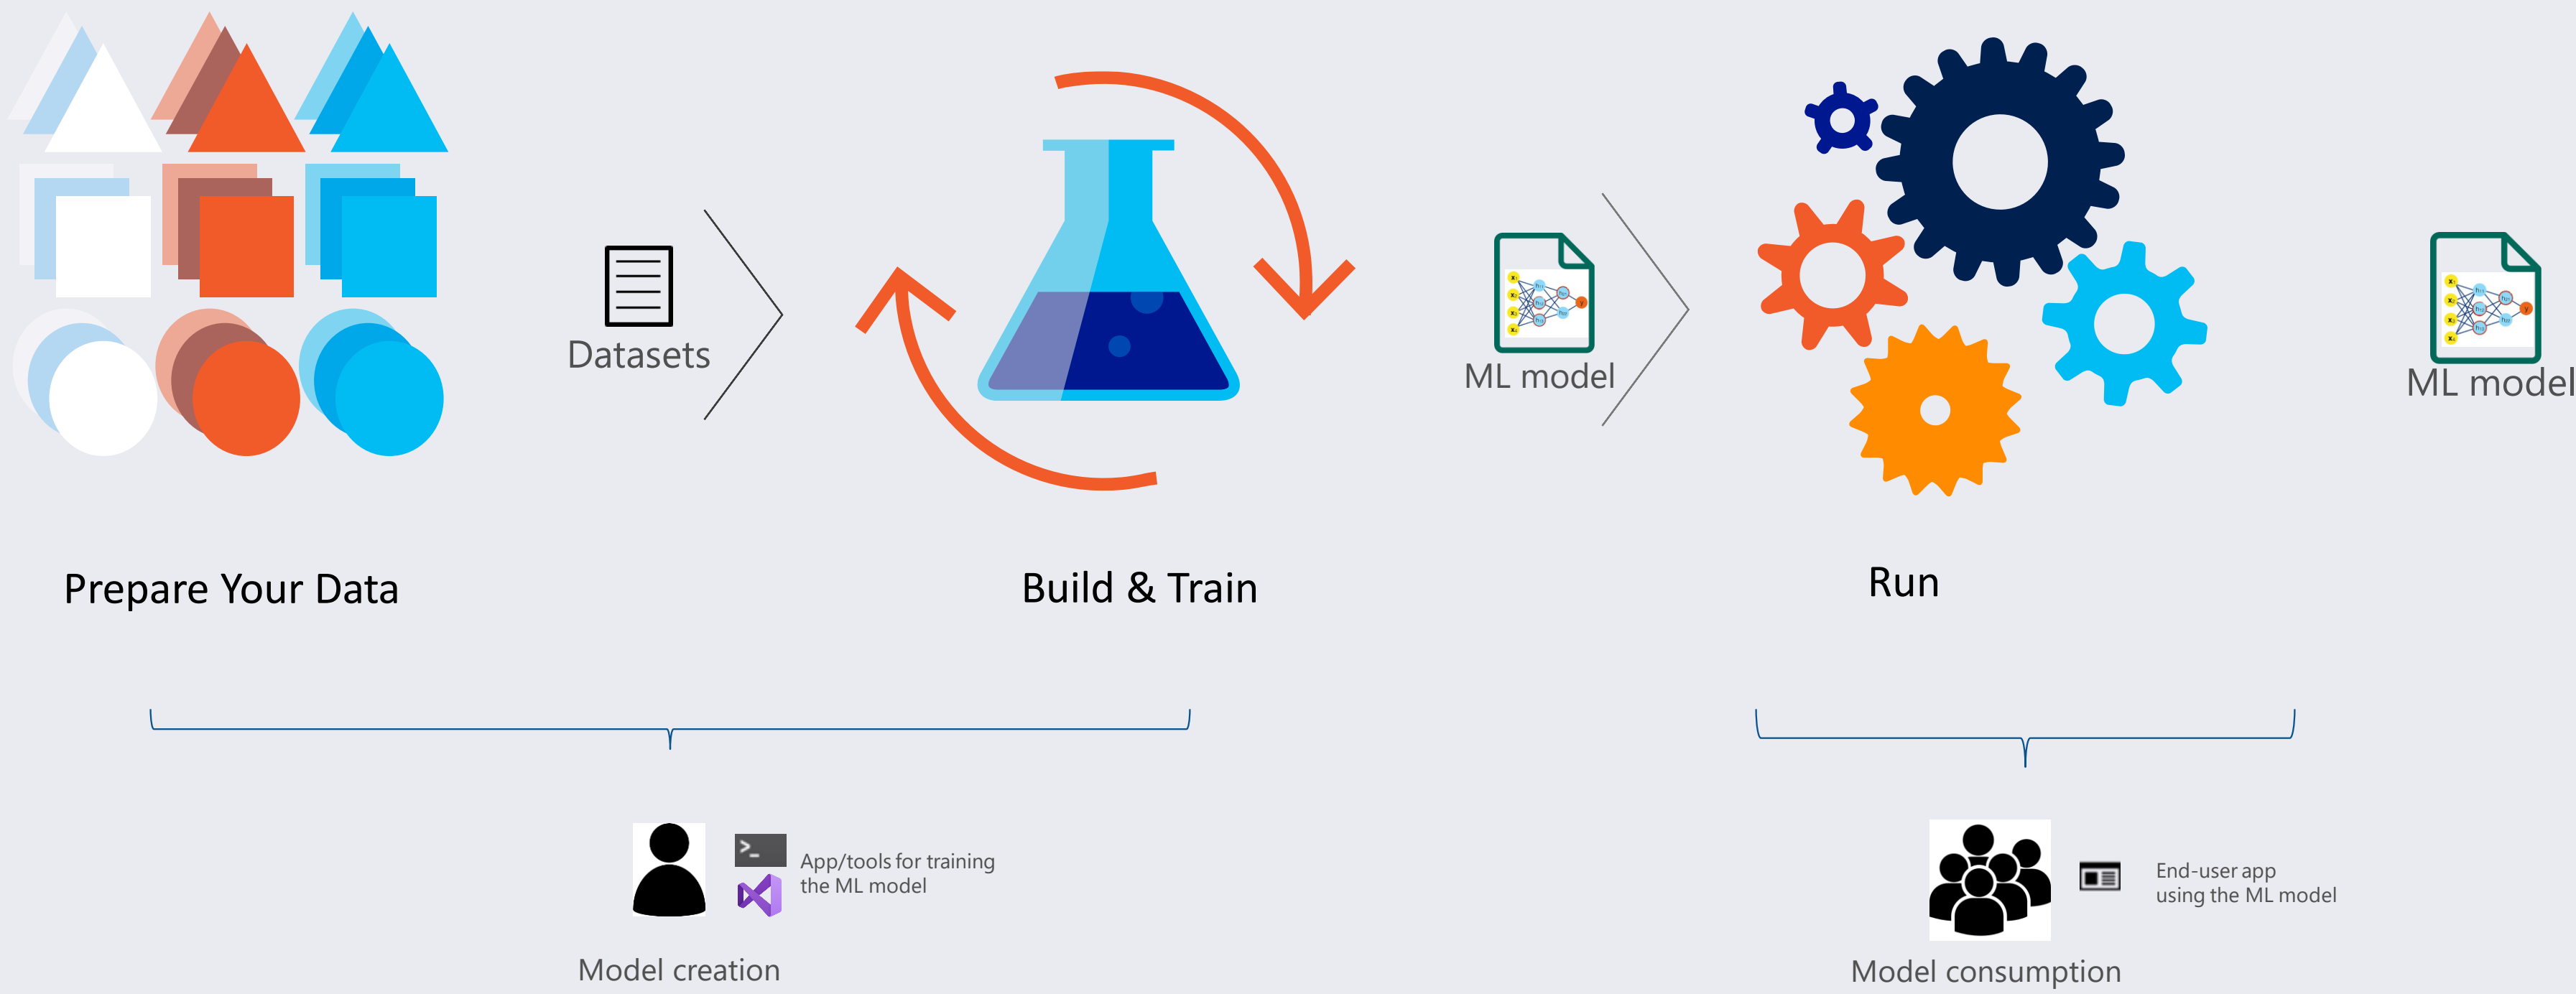 Datasets
ML model
ML model
Prepare Your Data
Build & Train
Run
>_
App/tools for training
the ML model
End-user app
using the ML model
Model creation
Model consumption